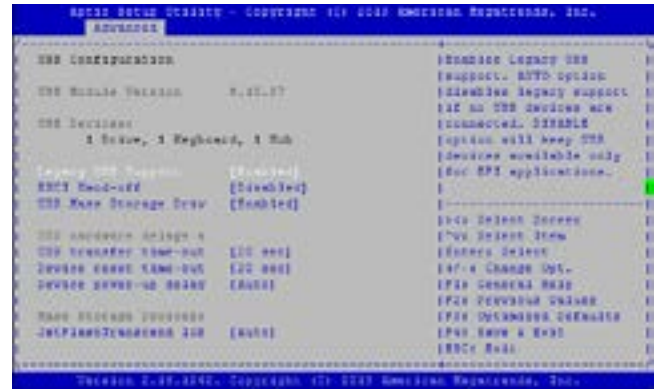 Aptio Setup Utility - Copyright (C) American Megatrends, Inc.
Advanced
USB Configuration
USB Module Version
USB Devices:
1 Drive, 1 Keyboard, 1 Hub
Legacy USB Support [Enabled]
EHCI Hand-off [Disabled]
USB Mass Storage Driv [Enabled]
USB hardware delays a
USB transfer time-out [20 sec]
Device reset time-out [20 sec]
Device power-up delay [Auto]
Mass Storage Devices:
JetFlashTranscend [Auto]
Enables Legacy USB
support. AUTO option
disables legacy support
if no USB devices are
connected. DISABLE
option will keep USB
devices available only
for EFI applications.
><: Select Screen
^v: Select Item
Enter: Select
+/-: Change Opt.
F1: General Help
F2: Previous Values
F3: Optimized Defaults
F4: Save & Exit
ESC: Exit
Version Copyright (C) American Megatrends, Inc.